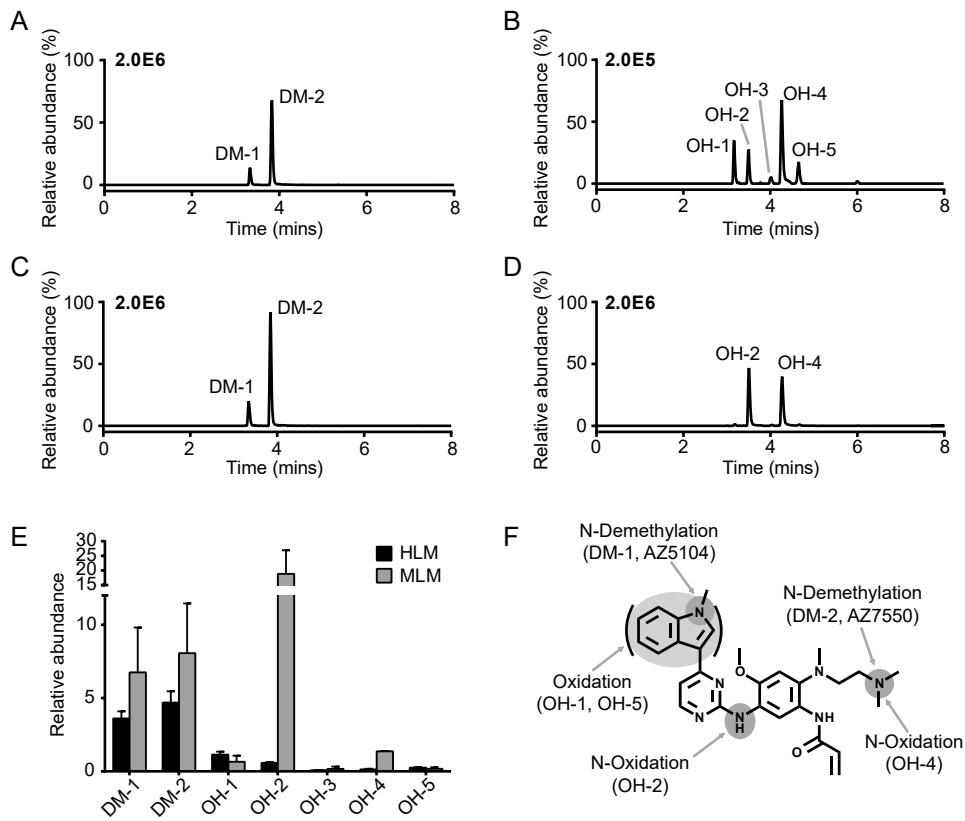 A
Relative abundance (%)
2.0E6
100
50
0
DM-1
DM-2
0 2 4 6 8
Time (mins)
B
Relative abundance (%)
2.0E5
100
50
0
OH-1
OH-2
OH-3
OH-4
OH-5
0 2 4 6 8
Time (mins)
C
Relative abundance (%)
2.0E6
100
50
0
DM-1
DM-2
0 2 4 6 8
Time (mins)
D
Relative abundance (%)
2.0E6
100
50
0
OH-2
OH-4
0 2 4 6 8
Time (mins)
E
Relative abundance
30
25
20
15
10
5
0
HLM
MLM
DM-1 DM-2 OH-1 OH-2 OH-3 OH-4 OH-5
F
N-Demethylation
(DM-1, AZ5104)
N-Demethylation
(DM-2, AZ7550)
Oxidation
(OH-1, OH-5)
N-Oxidation
(OH-2)
N-Oxidation
(OH-4)
N
O
N
N
N
N
H
N
NH
O